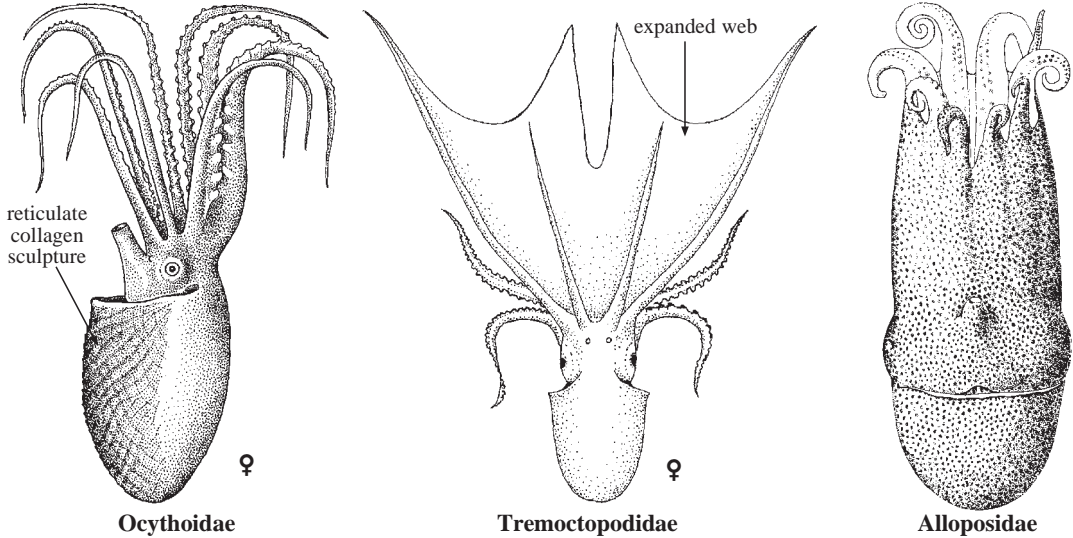 expanded web
reticulate
collagen
sculpture
♀
♀
Ocythoidae
Tremoctopodidae
Alloposidae